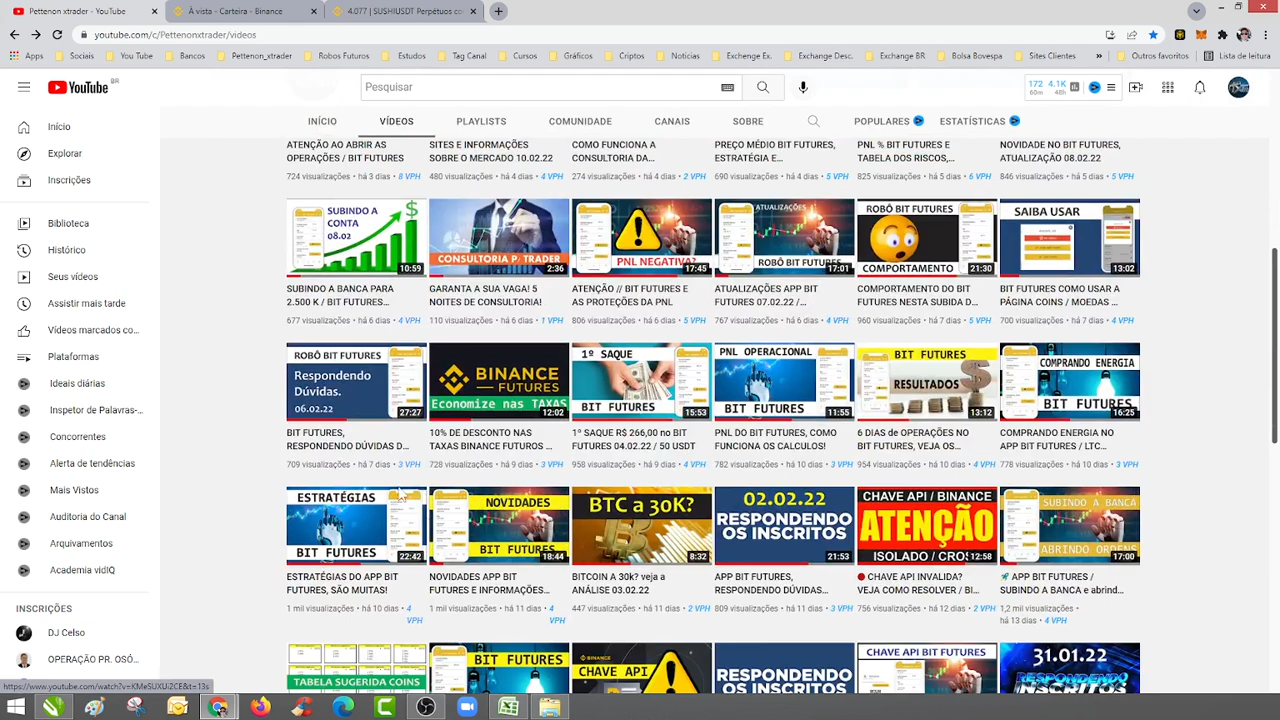 Pettenon xtrader - YouTube
À vista - Carteira - Binance
4.077 | SUSHIUSDT Perpétuos co
youtube.com/c/Pettenonxtrader/videos
Apps
Sociais
You Tube
Bancos
Pettenon_xtrader
Robos Futuros
Estudos
Tag Canal
Cursos
Gráficos
Criptos
Noticias
Exchange Ex.
Exchange Desc.
Exchange BR
Bolsa Bovespa
Sites Clientes
Outros favoritos
Lista de leitura
YouTube BR
Pesquisar
172 4.1K
60m 48h
INÍCIO
VÍDEOS
PLAYLISTS
COMUNIDADE
CANAIS
SOBRE
POPULARES
ESTATÍSTICAS
Início
Explorar
Inscrições
Biblioteca
Histórico
Seus vídeos
Assistir mais tarde
Vídeos marcados co...
Plataformas
Ideais diárias
Inspetor de Palavras-...
Concorrentes
Alerta de tendências
Mais Vistos
Auditoria do Canal
Arquivamentos
Academia vidIQ
INSCRIÇÕES
DJ Celso
OPERAÇÃO PR. OSÓ...
https://www.youtube.com/watch?v=KMeSUXUi2CE&t=13s
ATENÇÃO AO ABRIR AS
OPERAÇÕES / BIT FUTURES
724 visualizações • há 3 dias • 8 VPH
SITES E INFORMAÇÕES
SOBRE O MERCADO 10.02.22
480 visualizações • há 4 dias • 4 VPH
COMO FUNCIONA A
CONSULTORIA DA...
274 visualizações • há 4 dias • 2 VPH
PREÇO MÉDIO BIT FUTURES,
ESTRATÉGIA E...
690 visualizações • há 4 dias • 5 VPH
PNL % BIT FUTURES E
TABELA DOS RISCOS,...
825 visualizações • há 5 dias • 6 VPH
NOVIDADE NO BIT FUTURES,
ATUALIZAÇÃO 08.02.22
846 visualizações • há 5 dias • 5 VPH
SUBINDO A
CONTA
08.02
10:59
SUBINDO A BANCA PARA
2.500 K / BIT FUTURES...
677 visualizações • há 6 dias • 4 VPH
CONSULTORIA P/ TRADER
2:36
GARANTA A SUA VAGA! 5
NOITES DE CONSULTORIA!
110 visualizações • há 6 dias • 1 VPH
PNL NEGATIVA?
17:45
ATENÇÃO // BIT FUTURES E
AS PROTEÇÕES DA PNL
806 visualizações • há 6 dias • 5 VPH
ATUALIZAÇÕES
ROBÔ BIT FUTURES
17:01
ATUALIZAÇÕES APP BIT
FUTURES 07.02.22 /...
767 visualizações • há 6 dias • 4 VPH
ROBÔ BIT FUTURES
COMPORTAMENTO
21:30
COMPORTAMENTO DO BIT
FUTURES NESTA SUBIDA D...
960 visualizações • há 7 dias • 5 VPH
SAIBA USAR
13:02
BIT FUTURES COMO USAR A
PÁGINA COINS / MOEDAS ...
700 visualizações • há 7 dias • 4 VPH
ROBÔ BIT FUTURES
Respondendo
Dúvidas.
06.02.22
27:27
BIT FUTURES,
RESPONDENDO DÚVIDAS D...
709 visualizações • há 7 dias • 3 VPH
BINANCE
FUTURES
Economize nas TAXAS
12:02
10% DE DESCONTO NAS
TAXAS BINANCE FUTUROS ...
728 visualizações • há 9 dias • 3 VPH
1º SAQUE
BIT FUTURES
15:53
1º SAQUE R$ 266,00 no BIT
FUTURES 04.02.22 / 50 USDT
958 visualizações • há 9 dias • 4 VPH
PNL OPERACIONAL
BIT FUTURES
11:55
PNL DO BIT FUTURES, COMO
FUNCIONA OS CALCULOS!
782 visualizações • há 10 dias • 3 VPH
BIT FUTURES
RESULTADOS
13:12
6 DIAS de OPERAÇÕES NO
BIT FUTURES, VEJA OS...
954 visualizações • há 10 dias • 4 VPH
COMPRANDO ENERGIA
BIT FUTURES
16:25
COMPRANDO ENERGIA NO
APP BIT FUTURES / LTC...
778 visualizações • há 10 dias • 3 VPH
ESTRATÉGIAS
BIT FUTURES
22:42
ESTRATÉGIAS DO APP BIT
FUTURES, SÃO MUITAS!
1 mil visualizações • há 10 dias • 4
VPH
NOVIDADES
BIT FUTURES
18:44
NOVIDADES APP BIT
FUTURES E INFORMAÇÕES...
1 mil visualizações • há 11 dias • 4
VPH
BTC a 30K?
8:32
BITCOIN A 30k? veja a
ANÁLISE 03.02.22
447 visualizações • há 11 dias • 2 VPH
02.02.22
RESPONDENDO
OS INSCRITOS
21:53
APP BIT FUTURES,
RESPONDENDO DÚVIDAS...
809 visualizações • há 11 dias • 3 VPH
CHAVE API / BINANCE
ATENÇÃO
ISOLADO / CROS
12:58
CHAVE API INVALIDA?
VEJA COMO RESOLVER / BI...
756 visualizações • há 12 dias • 2 VPH
SUBINDO A BANCA
ABRINDO ORDENS
17:00
APP BIT FUTURES /
SUBINDO A BANCA e abrind...
1,2 mil visualizações •
há 13 dias • 4 VPH
TABELA SUGERIDA COINS
BIT FUTURES
CHAVE API
RESPONDENDO
CHAVE API BIT FUTURES
31.01.22